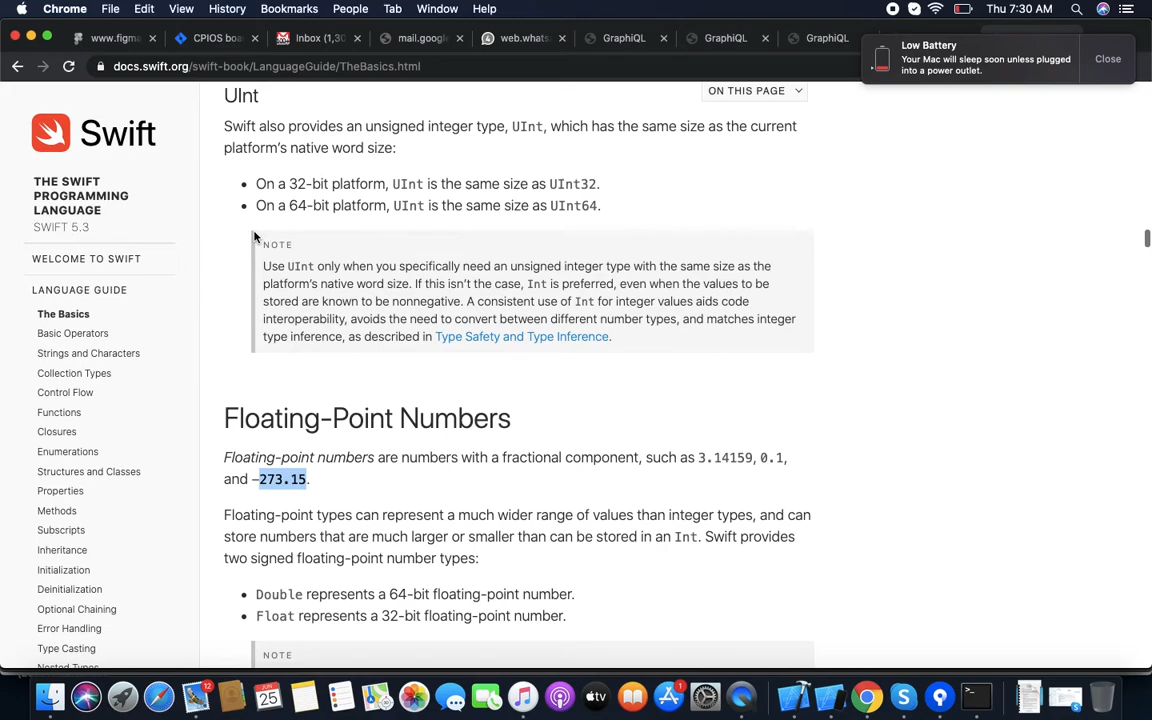 Chrome File Edit View History Bookmarks People Tab Window Help Thu 7:30 AM
www.figma CPIOS boa Inbox (1,30 mail.google web.whats GraphiQL GraphiQL GraphiQL
Low Battery
Your Mac will sleep soon unless plugged
into a power outlet.
Close
docs.swift.org/swift-book/LanguageGuide/TheBasics.html
Swift
THE SWIFT
PROGRAMMING
LANGUAGE
SWIFT 5.3
WELCOME TO SWIFT
LANGUAGE GUIDE
The Basics
Basic Operators
Strings and Characters
Collection Types
Control Flow
Functions
Closures
Enumerations
Structures and Classes
Properties
Methods
Subscripts
Inheritance
Initialization
Deinitialization
Optional Chaining
Error Handling
Type Casting
Nested Types
ON THIS PAGE
UInt
Swift also provides an unsigned integer type, UInt, which has the same size as the current
platform's native word size:
• On a 32-bit platform, UInt is the same size as UInt32.
• On a 64-bit platform, UInt is the same size as UInt64.
NOTE
Use UInt only when you specifically need an unsigned integer type with the same size as the
platform's native word size. If this isn't the case, Int is preferred, even when the values to be
stored are known to be nonnegative. A consistent use of Int for integer values aids code
interoperability, avoids the need to convert between different number types, and matches integer
type inference, as described in Type Safety and Type Inference.
Floating-Point Numbers
Floating-point numbers are numbers with a fractional component, such as 3.14159, 0.1,
and –273.15.
Floating-point types can represent a much wider range of values than integer types, and can
store numbers that are much larger or smaller than can be stored in an Int. Swift provides
two signed floating-point number types:
• Double represents a 64-bit floating-point number.
• Float represents a 32-bit floating-point number.
NOTE
12
JUN
25
tv
1